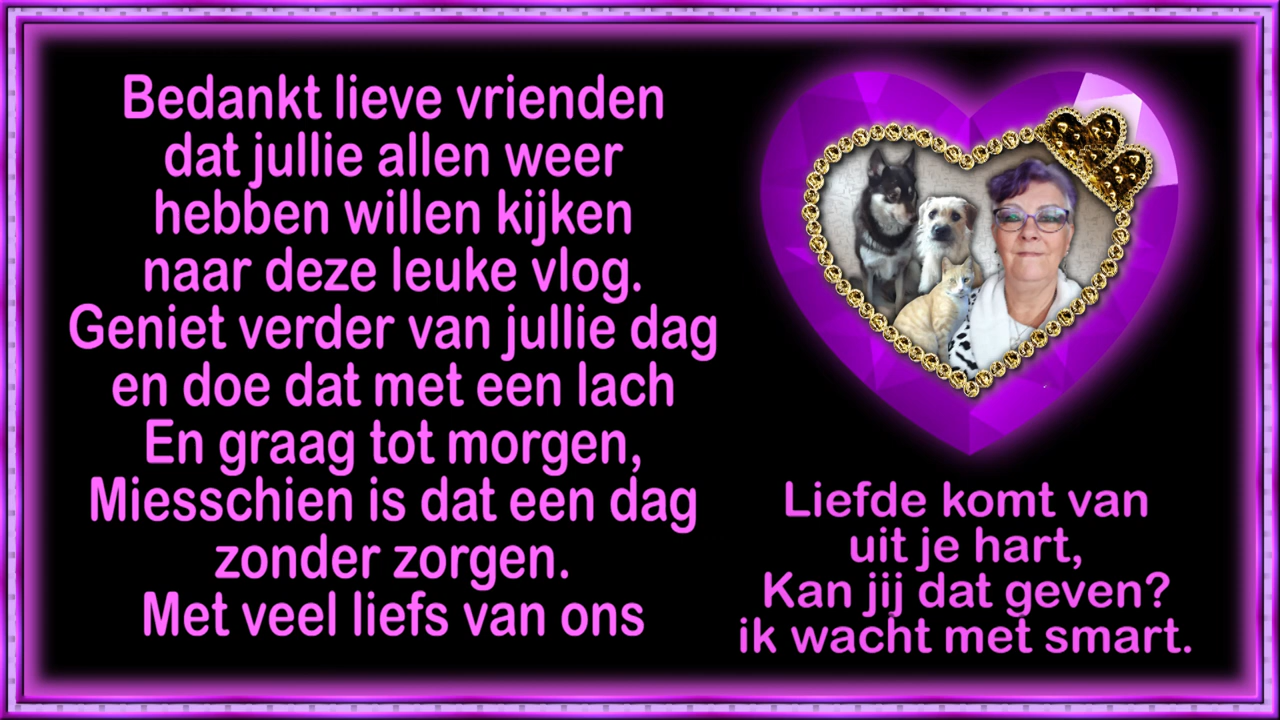 Bedankt lieve vrienden
dat jullie allen weer
hebben willen kijken
naar deze leuke vlog.
Geniet verder van jullie dag
en doe dat met een lach
En graag tot morgen,
Miesschien is dat een dag
zonder zorgen.
Met veel liefs van ons
Liefde komt van
uit je hart,
Kan jij dat geven?
ik wacht met smart.